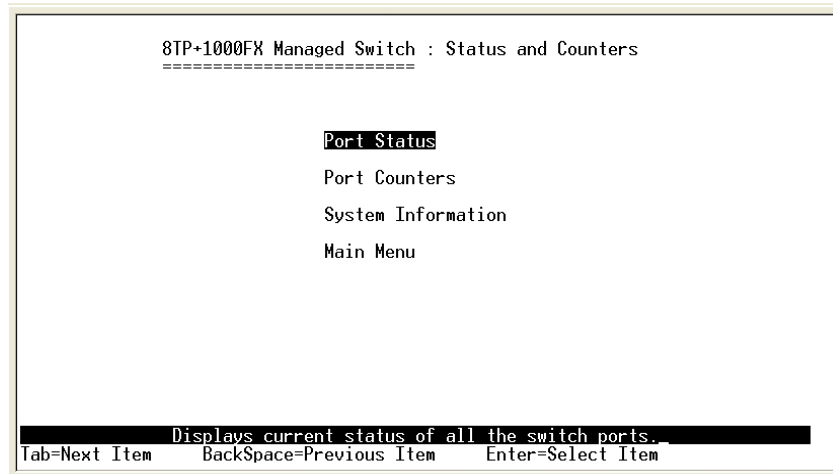 8TP+1000FX Managed Switch : Status and Counters
=========================
Port Status
Port Counters
System Information
Main Menu
Displays current status of all the switch ports._
Tab=Next Item BackSpace=Previous Item Enter=Select Item